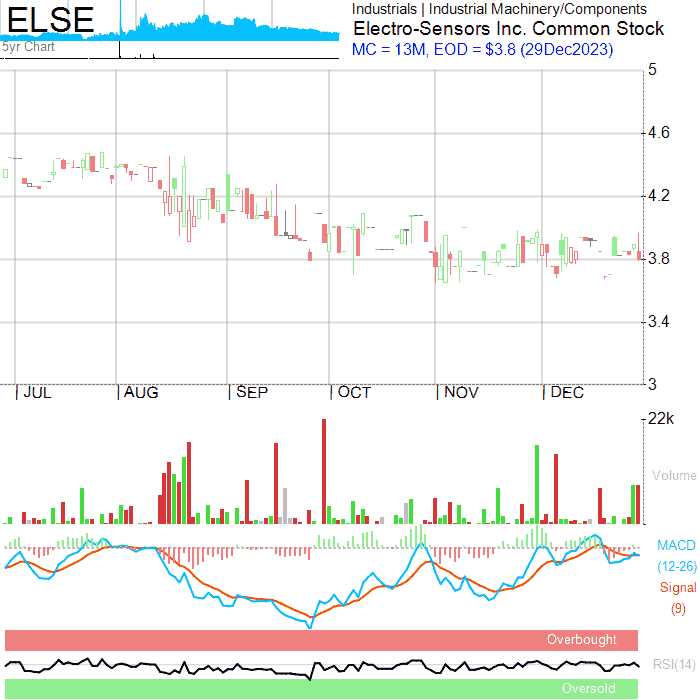 ELSE
5yr Chart
Industrials | Industrial Machinery/Components
Electro-Sensors Inc. Common Stock
MC = 13M, EOD = $3.8 (29Dec2023)
5
4.6
4.2
3.8
3.4
3
| JUL | AUG | SEP | OCT | NOV | DEC
22k
Volume
MACD
(12-26)
Signal
(9)
Overbought
RSI(14)
Oversold